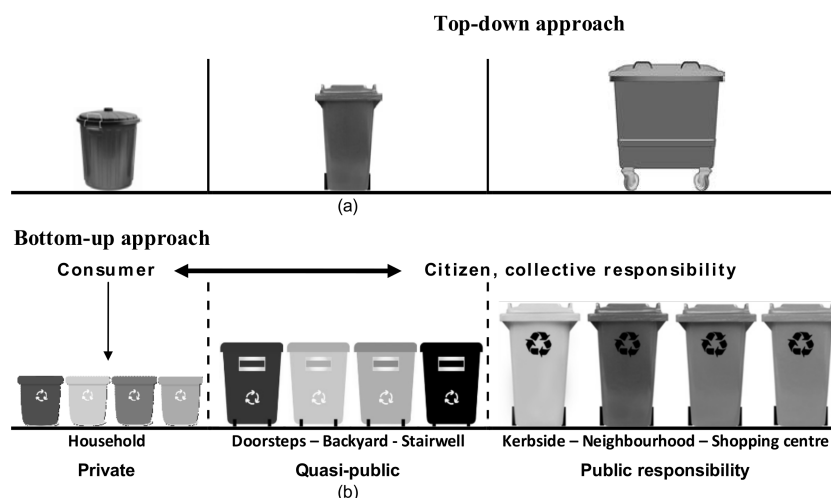 Top-down approach
(a)
Bottom-up approach
Consumer
Citizen, collective responsibility
Household
Doorsteps – Backyard - Stairwell
Kerbside – Neighbourhood – Shopping centre
Private
Quasi-public
Public responsibility
(b)